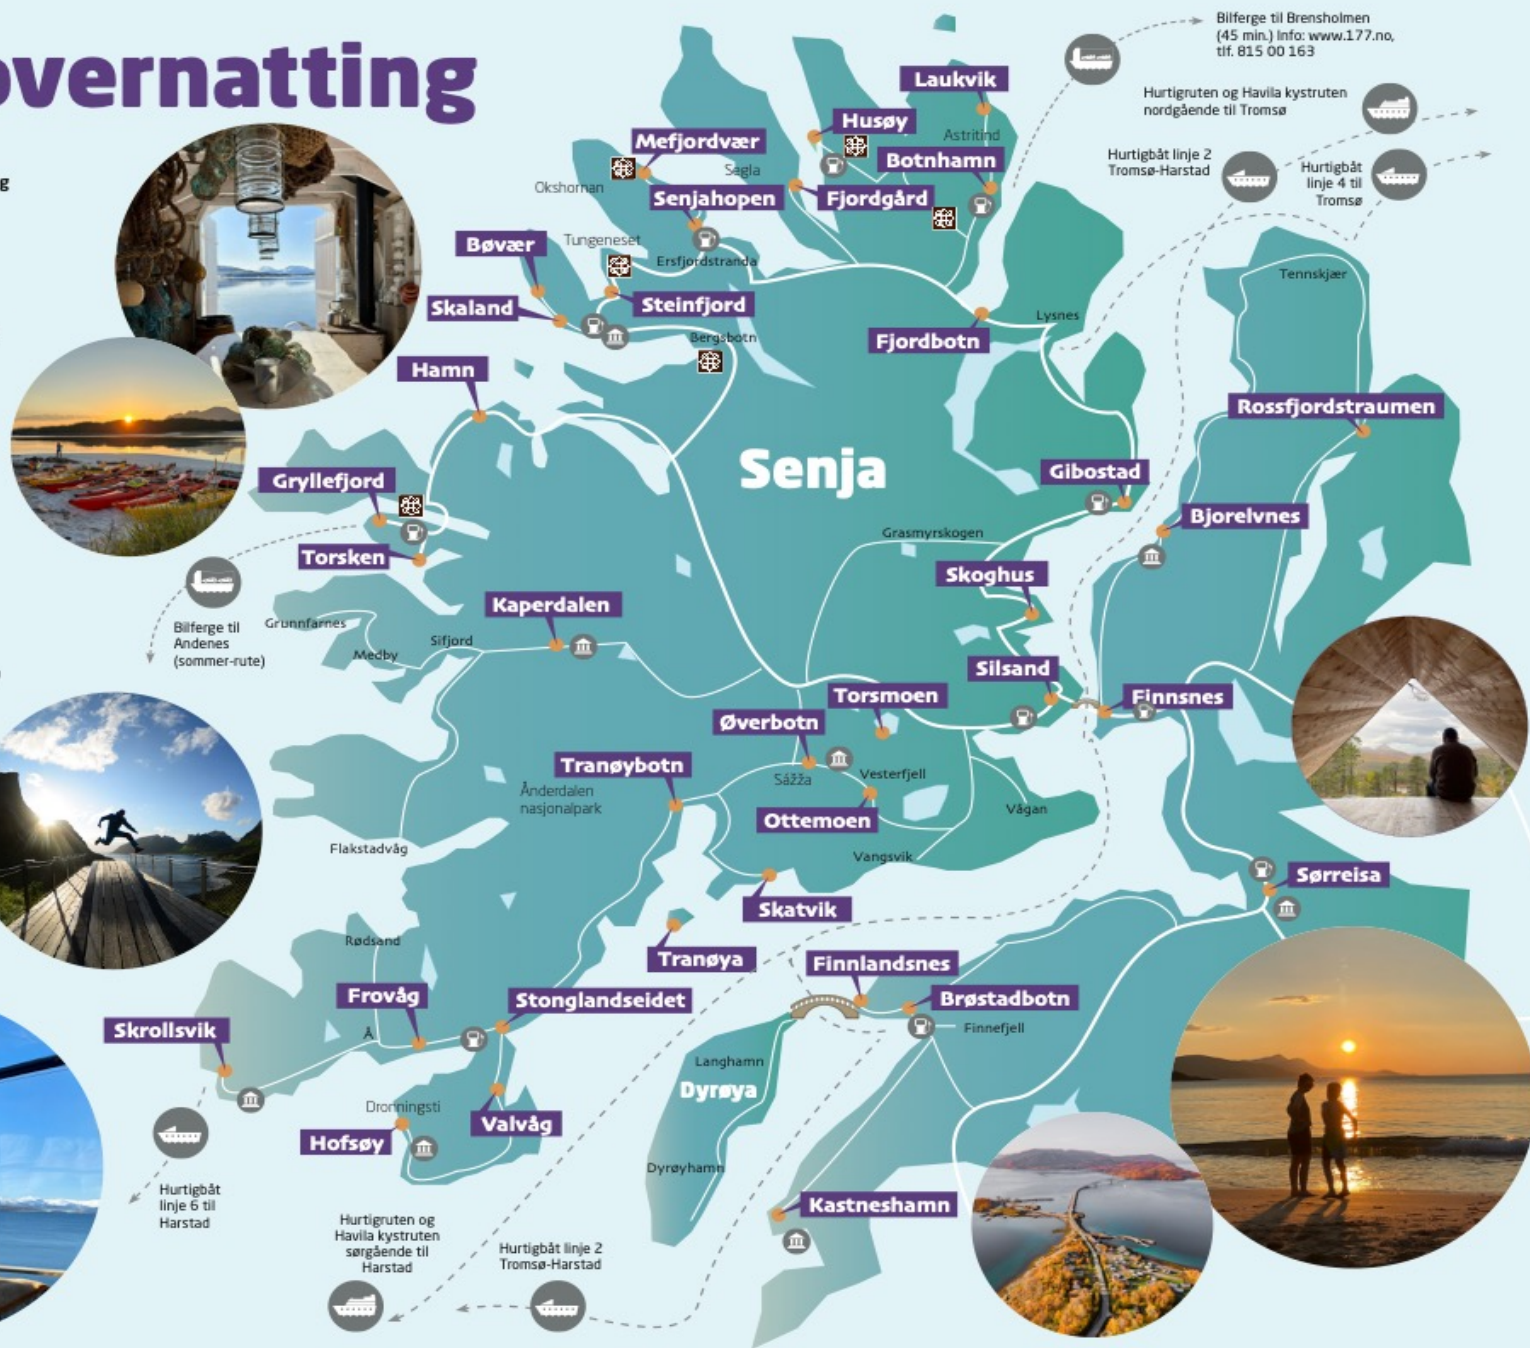 overnatting
g
Bilferge til Brensholmen
(45 min.) Info: www.177.no,
tlf. 815 00 163
Hurtigruten og Havila kystruten
nordgående til Tromsø
Hurtigbåt linje 2
Tromsø-Harstad
Hurtigbåt
linje 4 til
Tromsø
Laukvik
Husøy
Astritind
Mefjordvær
Botnhamn
Segla
Okshornan
Senjahopen
Fjordgård
Bøvær
Tungeneset
Ersfjordstranda
Tennskjær
Skaland
Steinfjord
Lysnes
Bergsbotn
Fjordbotn
Hamn
Rossfjordstraumen
Senja
Gibostad
Gryllefjord
Bjorelvnes
Grasmyrskogen
Torsken
Skoghus
Kaperdalen
Bilferge til
Andenes
(sommer-rute)
Grunnfarnes
Sifjord
Medby
Silsand
Torsmoen
Finnsnes
Øverbotn
Tranøybotn
Sážža
Vesterfjell
Ånderdalen
nasjonalpark
Vågan
Ottemoen
Flakstadvåg
Vangsvik
Sørreisa
Skatvik
Rødsand
Tranøya
Finnlandsnes
Frovåg
Stonglandseidet
Brøstadbotn
Skrollsvik
Å
Finnefjell
Langhamn
Dyrøya
Dronningsti
Valvåg
Hofsøy
Dyrøyhamn
Hurtigbåt
linje 6 til
Harstad
Kastneshamn
Hurtigruten og
Havila kystruten
sørgående til
Harstad
Hurtigbåt linje 2
Tromsø-Harstad